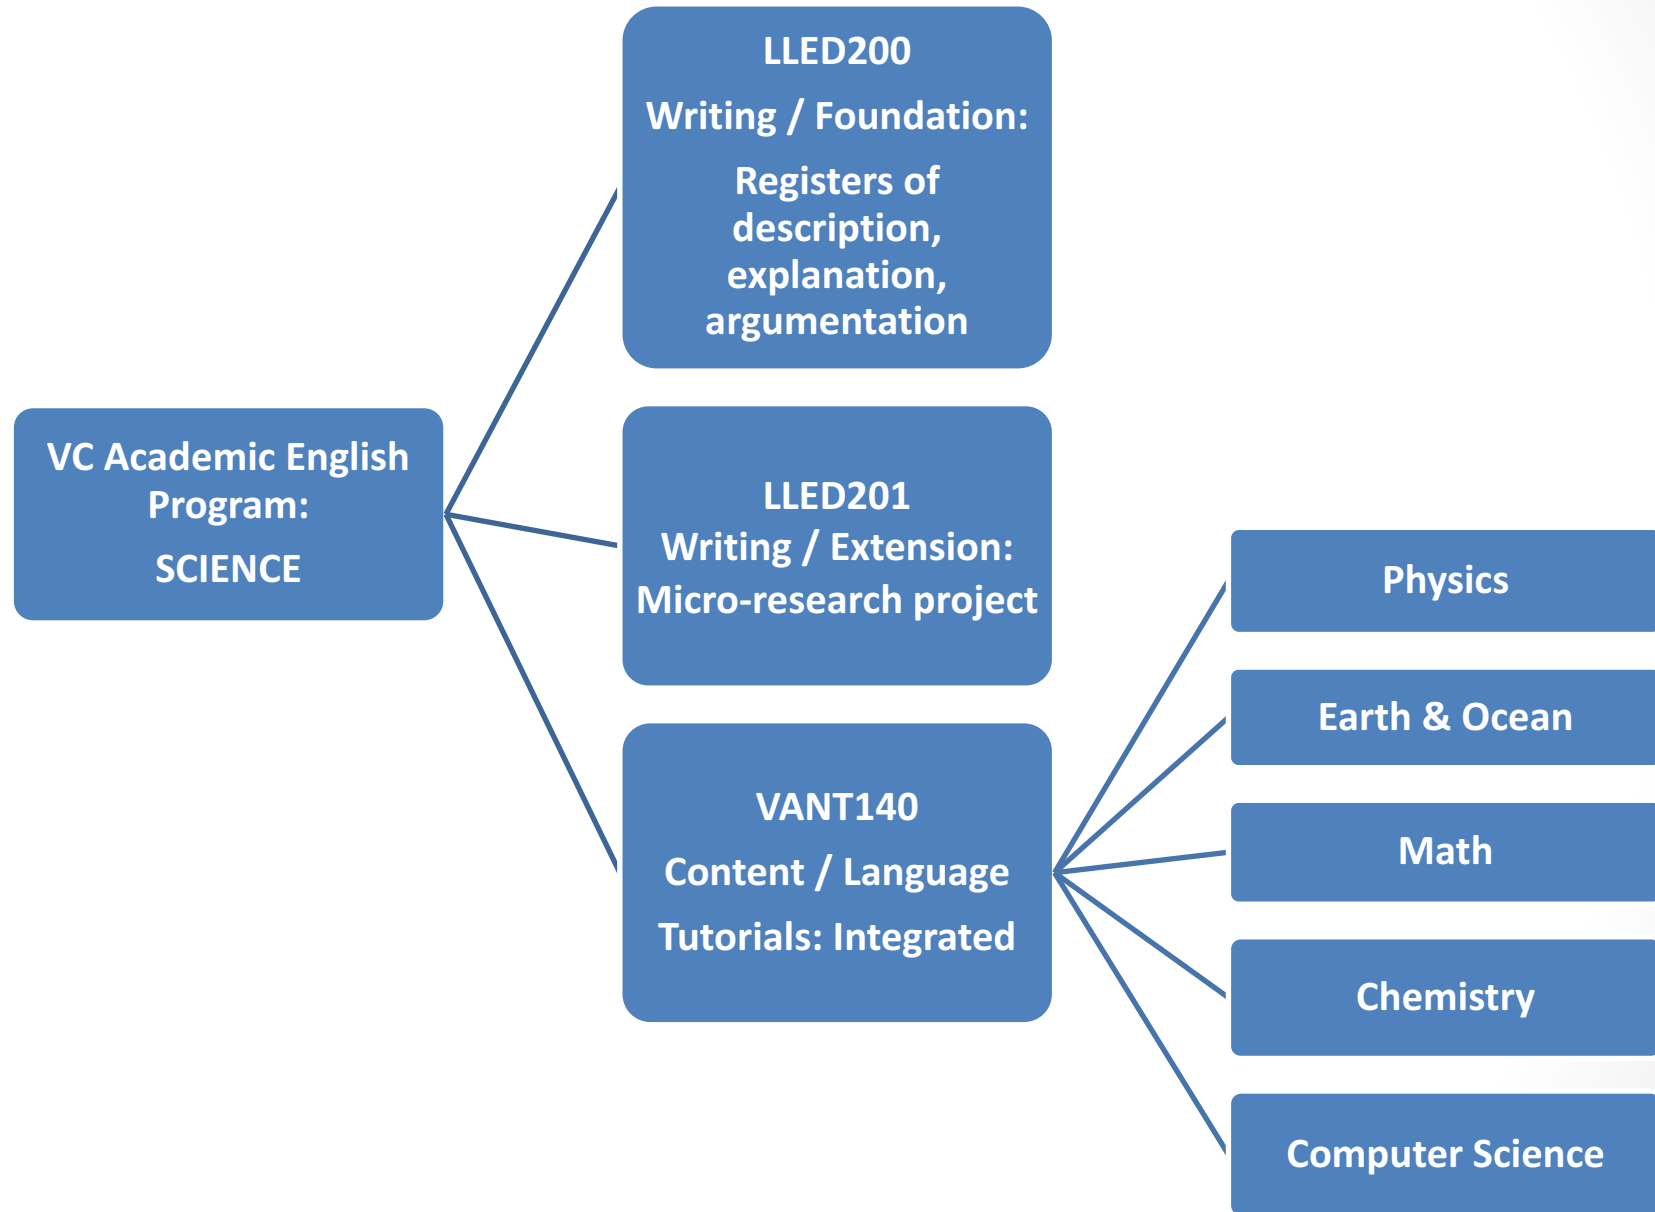 VC Academic English
Program:
SCIENCE
LLED200
Writing / Foundation:
Registers of
description,
explanation,
argumentation
LLED201
Writing / Extension:
Micro-research project
VANT140
Content / Language
Tutorials: Integrated
Physics
Earth & Ocean
Math
Chemistry
Computer Science